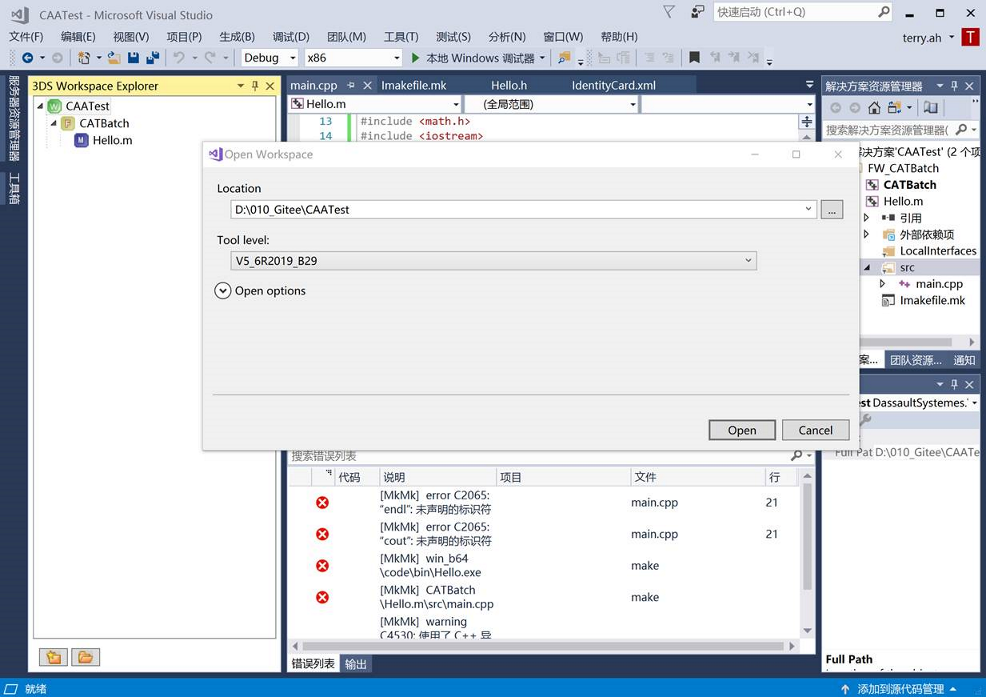 CAATest - Microsoft Visual Studio
快速启动 (Ctrl+Q)
文件(F) 编辑(E) 视图(V) 项目(P) 生成(B) 调试(D) 团队(M) 工具(T) 测试(S) 分析(N) 窗口(W) 帮助(H)
terry.ah T
Debug x86 本地 Windows 调试器
服务器资源管理器
工具箱
3DS Workspace Explorer
CAATest
CATBatch
Hello.m
main.cpp Imakefile.mk Hello.h IdentityCard.xml
Hello.m (全局范围)
13 #include <math.h>
14 #include <iostream>
解决方案资源管理器
搜索解决方案资源管理器(
解决方案'CAATest' (2 个项
FW_CATBatch
CATBatch
Hello.m
引用
外部依赖项
LocalInterfaces
src
main.cpp
Imakefile.mk
案... 团队资源... 通知
est DassaultSystemes.
Full Pat D:\010_Gitee\CAATe
Full Path
Open Workspace
Location
D:\010_Gitee\CAATest
...
Tool level:
V5_6R2019_B29
Open options
Open Cancel
搜索错误列表
代码 说明 项目 文件 行
[MkMk] error C2065:
"endl": 未声明的标识符
main.cpp 21
[MkMk] error C2065:
"cout": 未声明的标识符
main.cpp 21
[MkMk] win_b64
\code\bin\Hello.exe
make
[MkMk] CATBatch
\Hello.m\src\main.cpp
make
[MkMk] warning
C4530: 使用了 C++ 异
错误列表 输出
就绪
添加到源代码管理